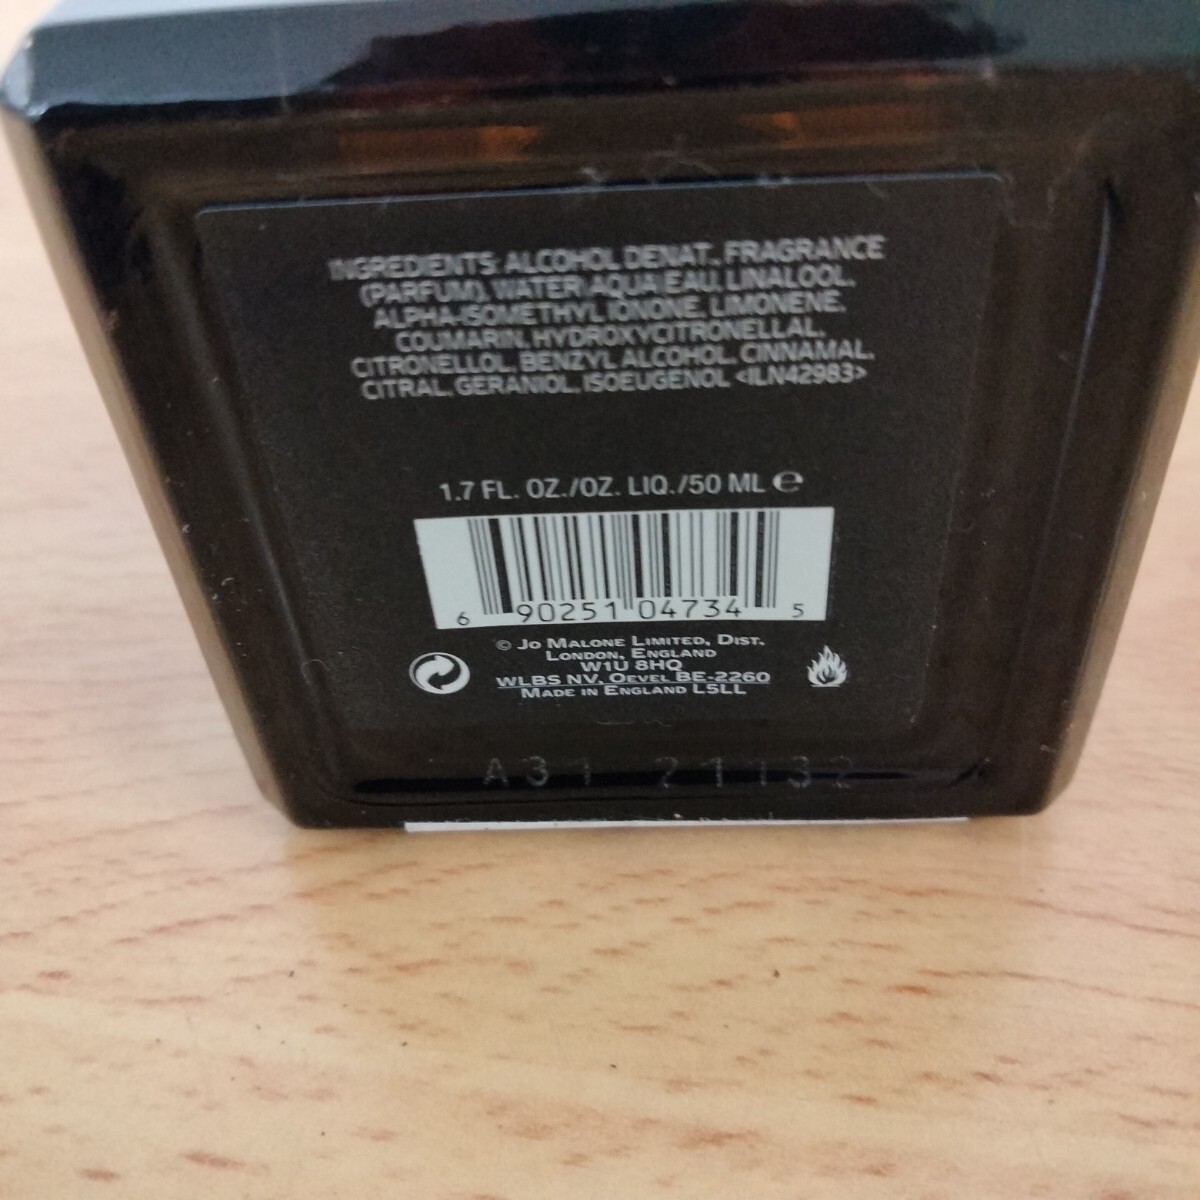 INGREDIENTS: ALCOHOL DENAT., FRAGRANCE
(PARFUM), WATER\AQUA\EAU, LINALOOL,
ALPHA-ISOMETHYL IONONE, LIMONENE,
COUMARIN, HYDROXYCITRONELLAL,
CITRONELLOL, BENZYL ALCOHOL, CINNAMAL,
CITRAL, GERANIOL, ISOEUGENOL <ILN42983>
1.7 FL. OZ./OZ. LIQ./50 ML ℮
6 90251 04734 5
© JO MALONE LIMITED, DIST.
LONDON, ENGLAND
W1U 8HQ
WLBS NV, OEVEL BE-2260
MADE IN ENGLAND L5LL
A31 21132